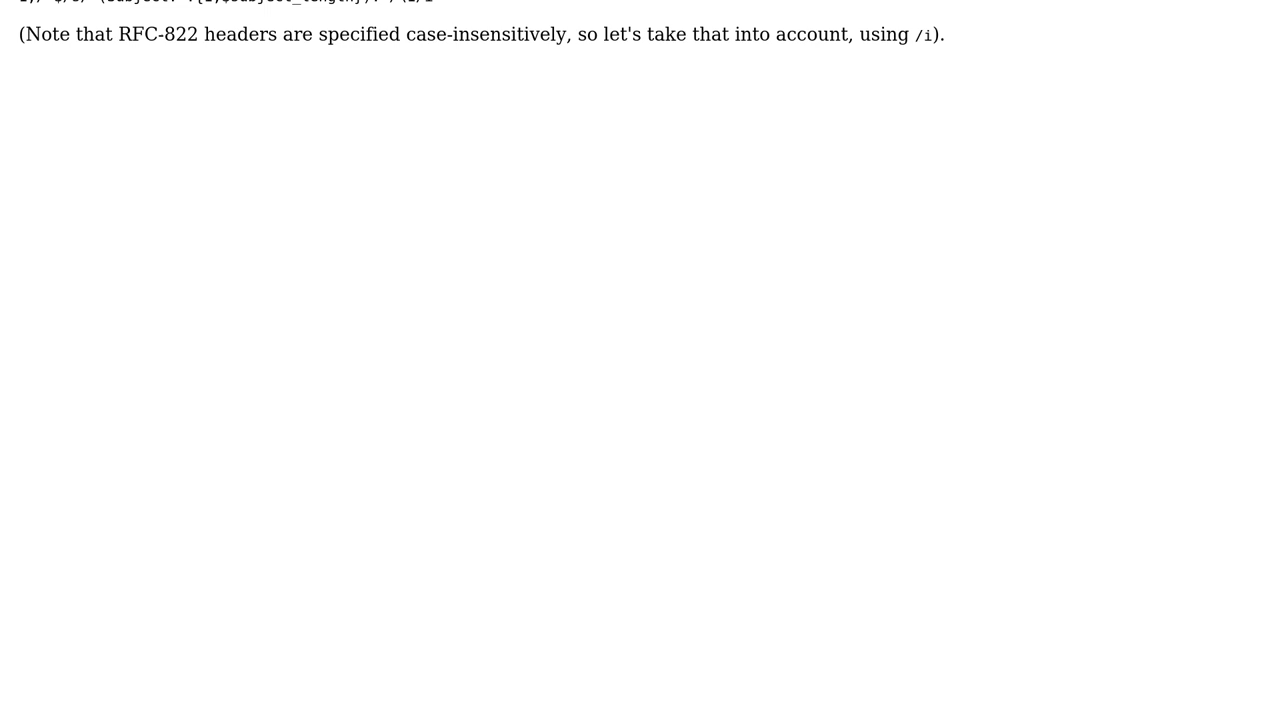 (Note that RFC-822 headers are specified case-insensitively, so let's take that into account, using /i).